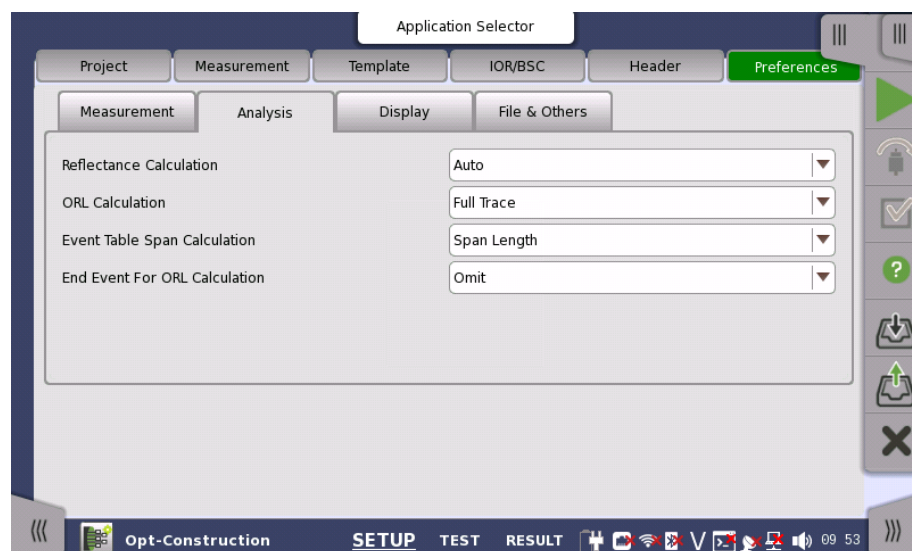 Application Selector
Project Measurement Template IOR/BSC Header Preferences
Measurement Analysis Display File & Others
Reflectance Calculation Auto
ORL Calculation Full Trace
Event Table Span Calculation Span Length
End Event For ORL Calculation Omit
?
Opt-Construction SETUP TEST RESULT V 09 53